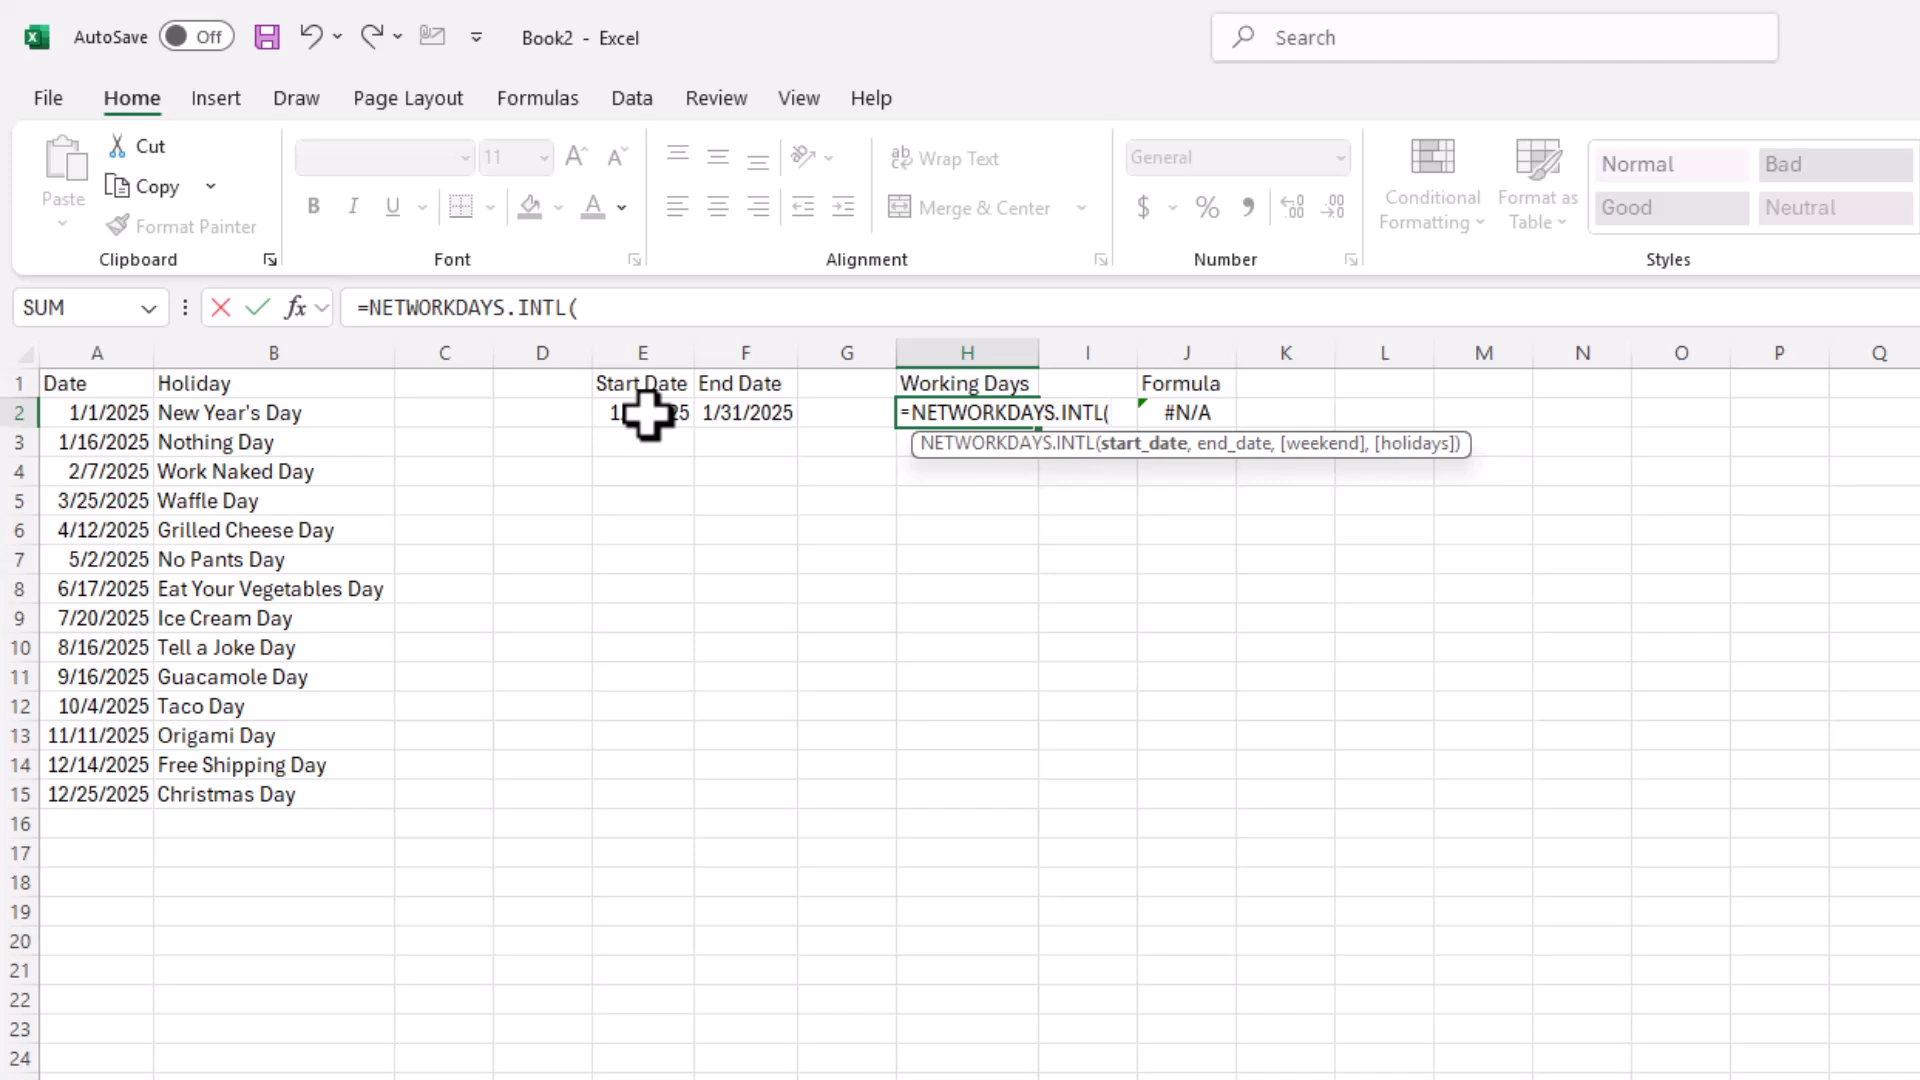 AutoSave Off Book2 - Excel Search
File Home Insert Draw Page Layout Formulas Data Review View Help
Paste Cut Copy Format Painter Clipboard
11 B I U A Font
ab Wrap Text Merge & Center Alignment
General $ % Number
Conditional Formatting Format as Table Normal Bad Good Neutral Styles
SUM fx =NETWORKDAYS.INTL(
A B C D E F G H I J K L M N O P Q
1 Date Holiday Start Date End Date Working Days Formula
2 1/1/2025 New Year's Day 1/31/2025 =NETWORKDAYS.INTL( #N/A
NETWORKDAYS.INTL(start_date, end_date, [weekend], [holidays])
3 1/16/2025 Nothing Day
4 2/7/2025 Work Naked Day
5 3/25/2025 Waffle Day
6 4/12/2025 Grilled Cheese Day
7 5/2/2025 No Pants Day
8 6/17/2025 Eat Your Vegetables Day
9 7/20/2025 Ice Cream Day
10 8/16/2025 Tell a Joke Day
11 9/16/2025 Guacamole Day
12 10/4/2025 Taco Day
13 11/11/2025 Origami Day
14 12/14/2025 Free Shipping Day
15 12/25/2025 Christmas Day
16
17
18
19
20
21
22
23
24